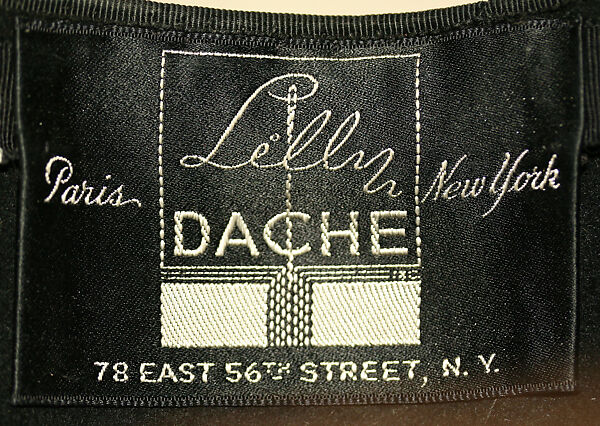 Lilly
Paris
New York
DACHE
78 EAST 56TH STREET, N. Y.